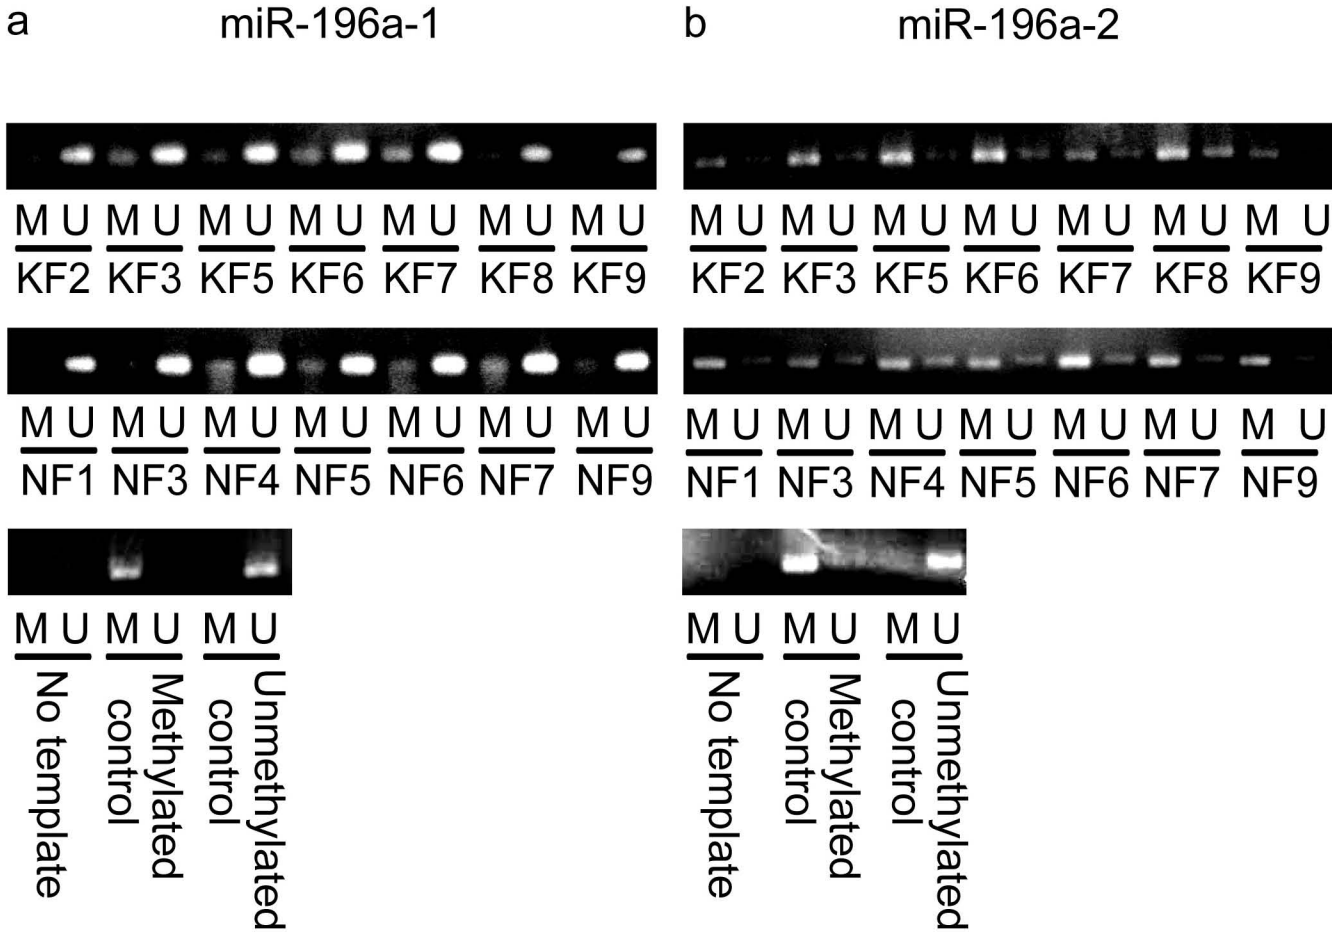 a miR-196a-1
M U M U M U M U M U M U M U
KF2 KF3 KF5 KF6 KF7 KF8 KF9
M U M U M U M U M U M U M U
NF1 NF3 NF4 NF5 NF6 NF7 NF9
M U M U M U
No template
Methylated
control
Unmethylated
control
b miR-196a-2
M U M U M U M U M U M U M U
KF2 KF3 KF5 KF6 KF7 KF8 KF9
M U M U M U M U M U M U M U
NF1 NF3 NF4 NF5 NF6 NF7 NF9
M U M U M U
No template
Methylated
control
Unmethylated
control